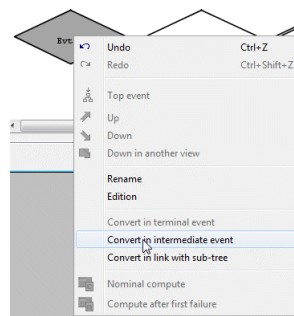 Evt
Undo Ctrl+Z
Redo Ctrl+Shift+Z
Top event
Up
Down
Down in another view
Rename
Edition
Convert in terminal event
Convert in intermediate event
Convert in link with sub-tree
Nominal compute
Compute after first failure